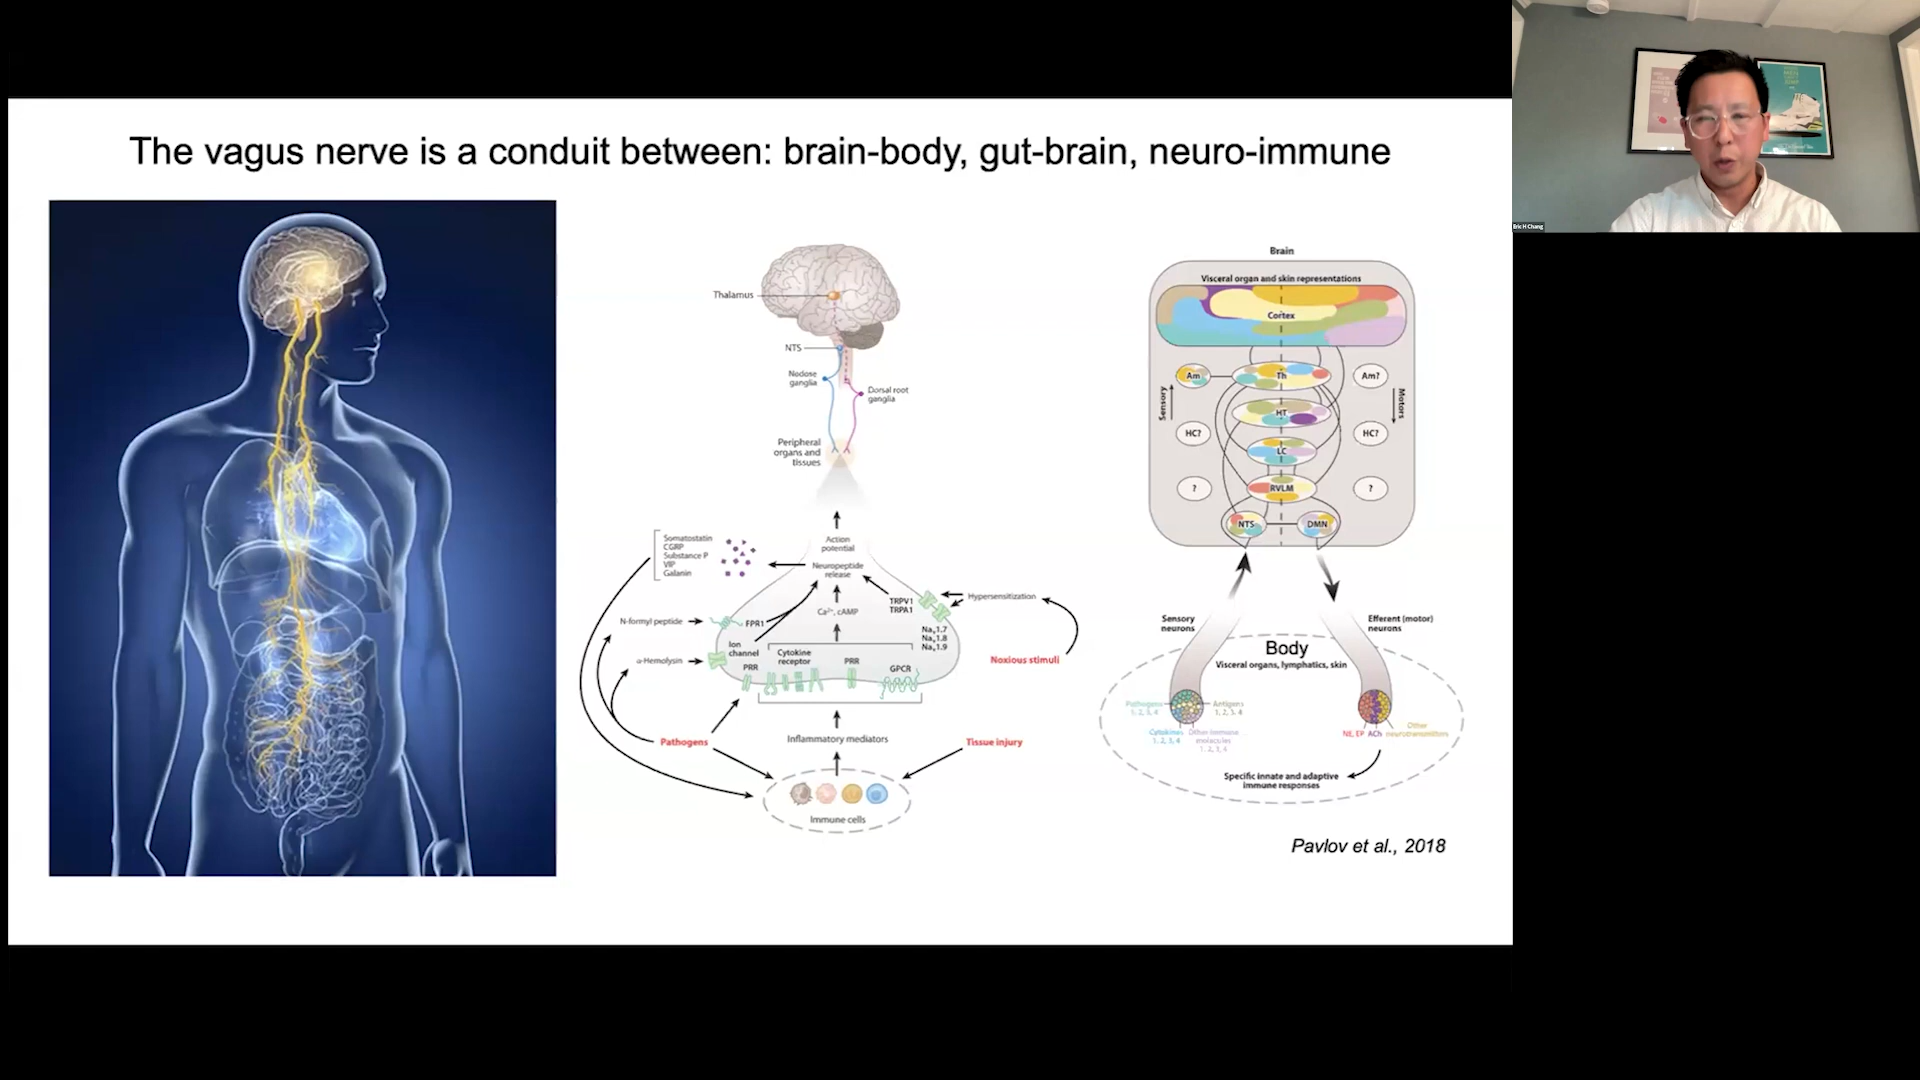 The vagus nerve is a conduit between: brain-body, gut-brain, neuro-immune
Thalamus
NTS
Nodose
ganglia
Dorsal root
ganglia
Peripheral
organs and
tissues
Action
potential
Neuropeptide
release
Somatostatin
CGRP
Substance P
VIP
Galanin
Ca²⁺, cAMP
TRPV1
TRPA1
Hypersensitization
N-formyl peptide
FPR1
Ion
channel
α-Hemolysin
Cytokine
receptor
PRR
PRR
GPCR
Naᵥ1.7
Naᵥ1.8
Naᵥ1.9
Noxious stimuli
Pathogens
Inflammatory mediators
Tissue injury
Immune cells
Brain
Visceral organ and skin representations
Cortex
Am
Th
Am?
Sensory
Motors
HT
HC?
HC?
LC
?
RVLM
?
NTS
DMN
Sensory
neurons
Efferent (motor)
neurons
Body
Visceral organs, lymphatics, skin
Pathogens
1, 2, 3, 4
Antigens
1, 2, 3, 4
Cytokines
1, 2, 3, 4
Other immune
molecules
1, 2, 3, 4
NE, EP
ACh
Other
neurotransmitters
Specific innate and adaptive
immune responses
Pavlov et al., 2018
Eric H Chang